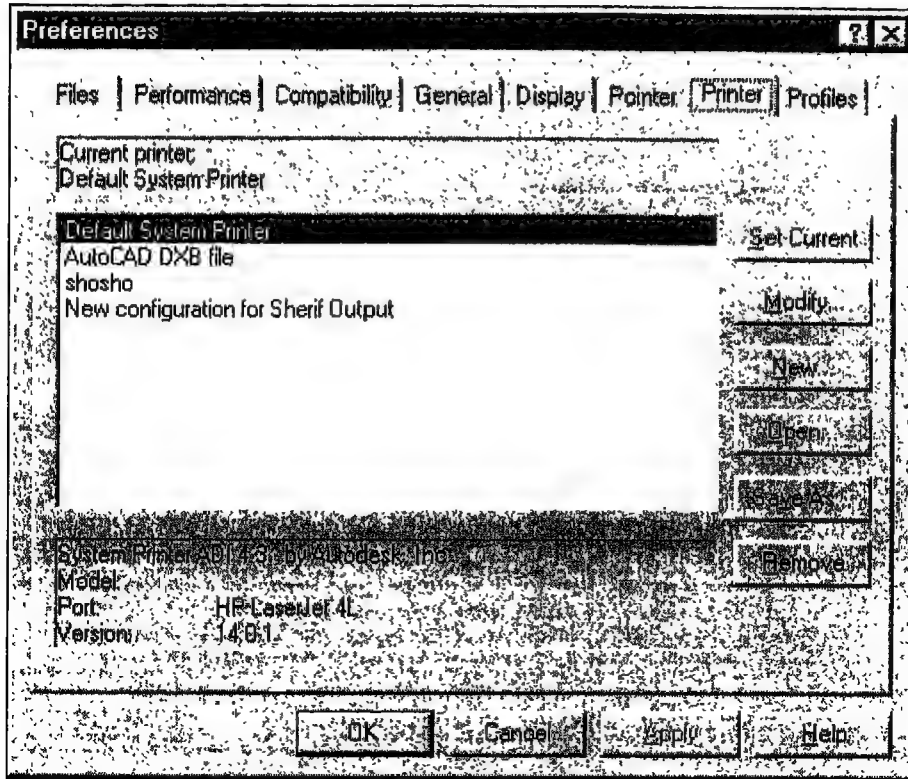 Preferences
Files Performance Compatibility General Display Pointer Printer Profiles
Current printer:
Default System Printer
Default System Printer
AutoCAD DXB file
shosho
New configuration for Sherif Output
Set Current
Modify...
New...
Open...
Save As...
Remove...
System Printer ADI 4.3 - by Autodesk, Inc
Model:
Port: HP LaserJet 4L
Version: 14.0.1
OK Cancel Apply Help